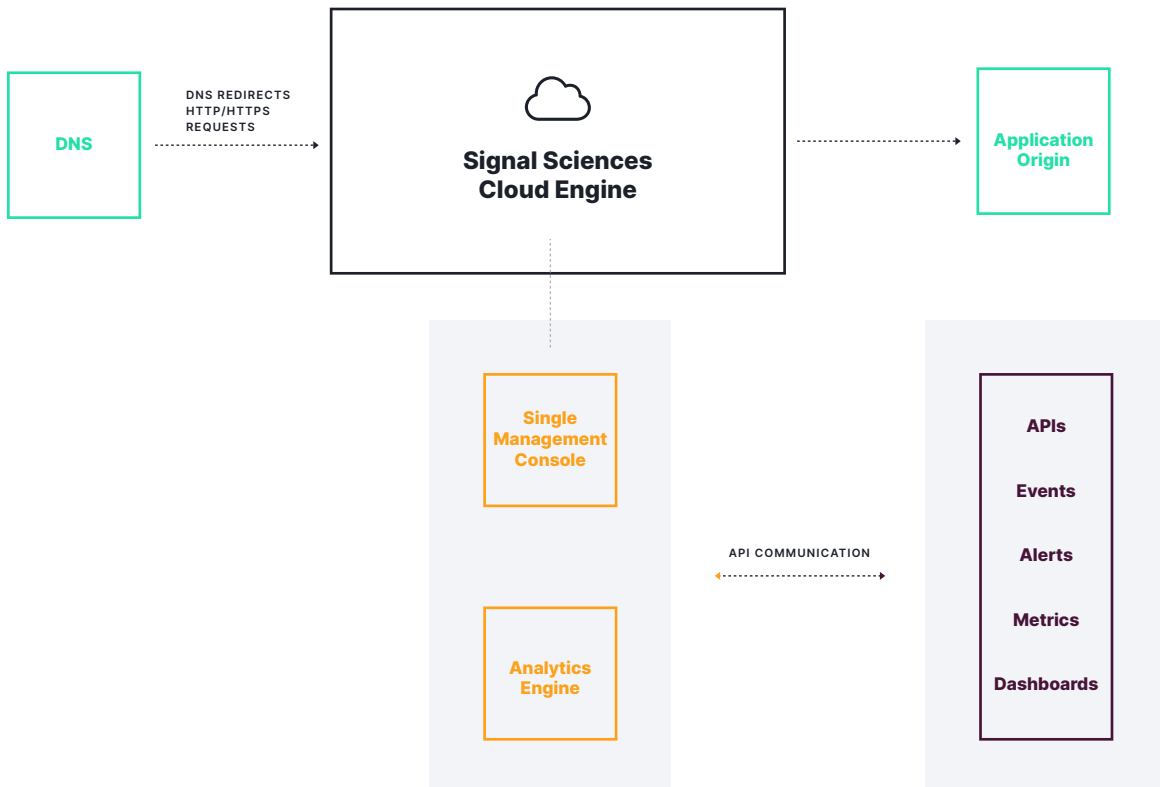 DNS
DNS REDIRECTS
HTTP/HTTPS
REQUESTS
Signal Sciences
Cloud Engine
Application
Origin
Single
Management
Console
Analytics
Engine
API COMMUNICATION
APIs
Events
Alerts
Metrics
Dashboards